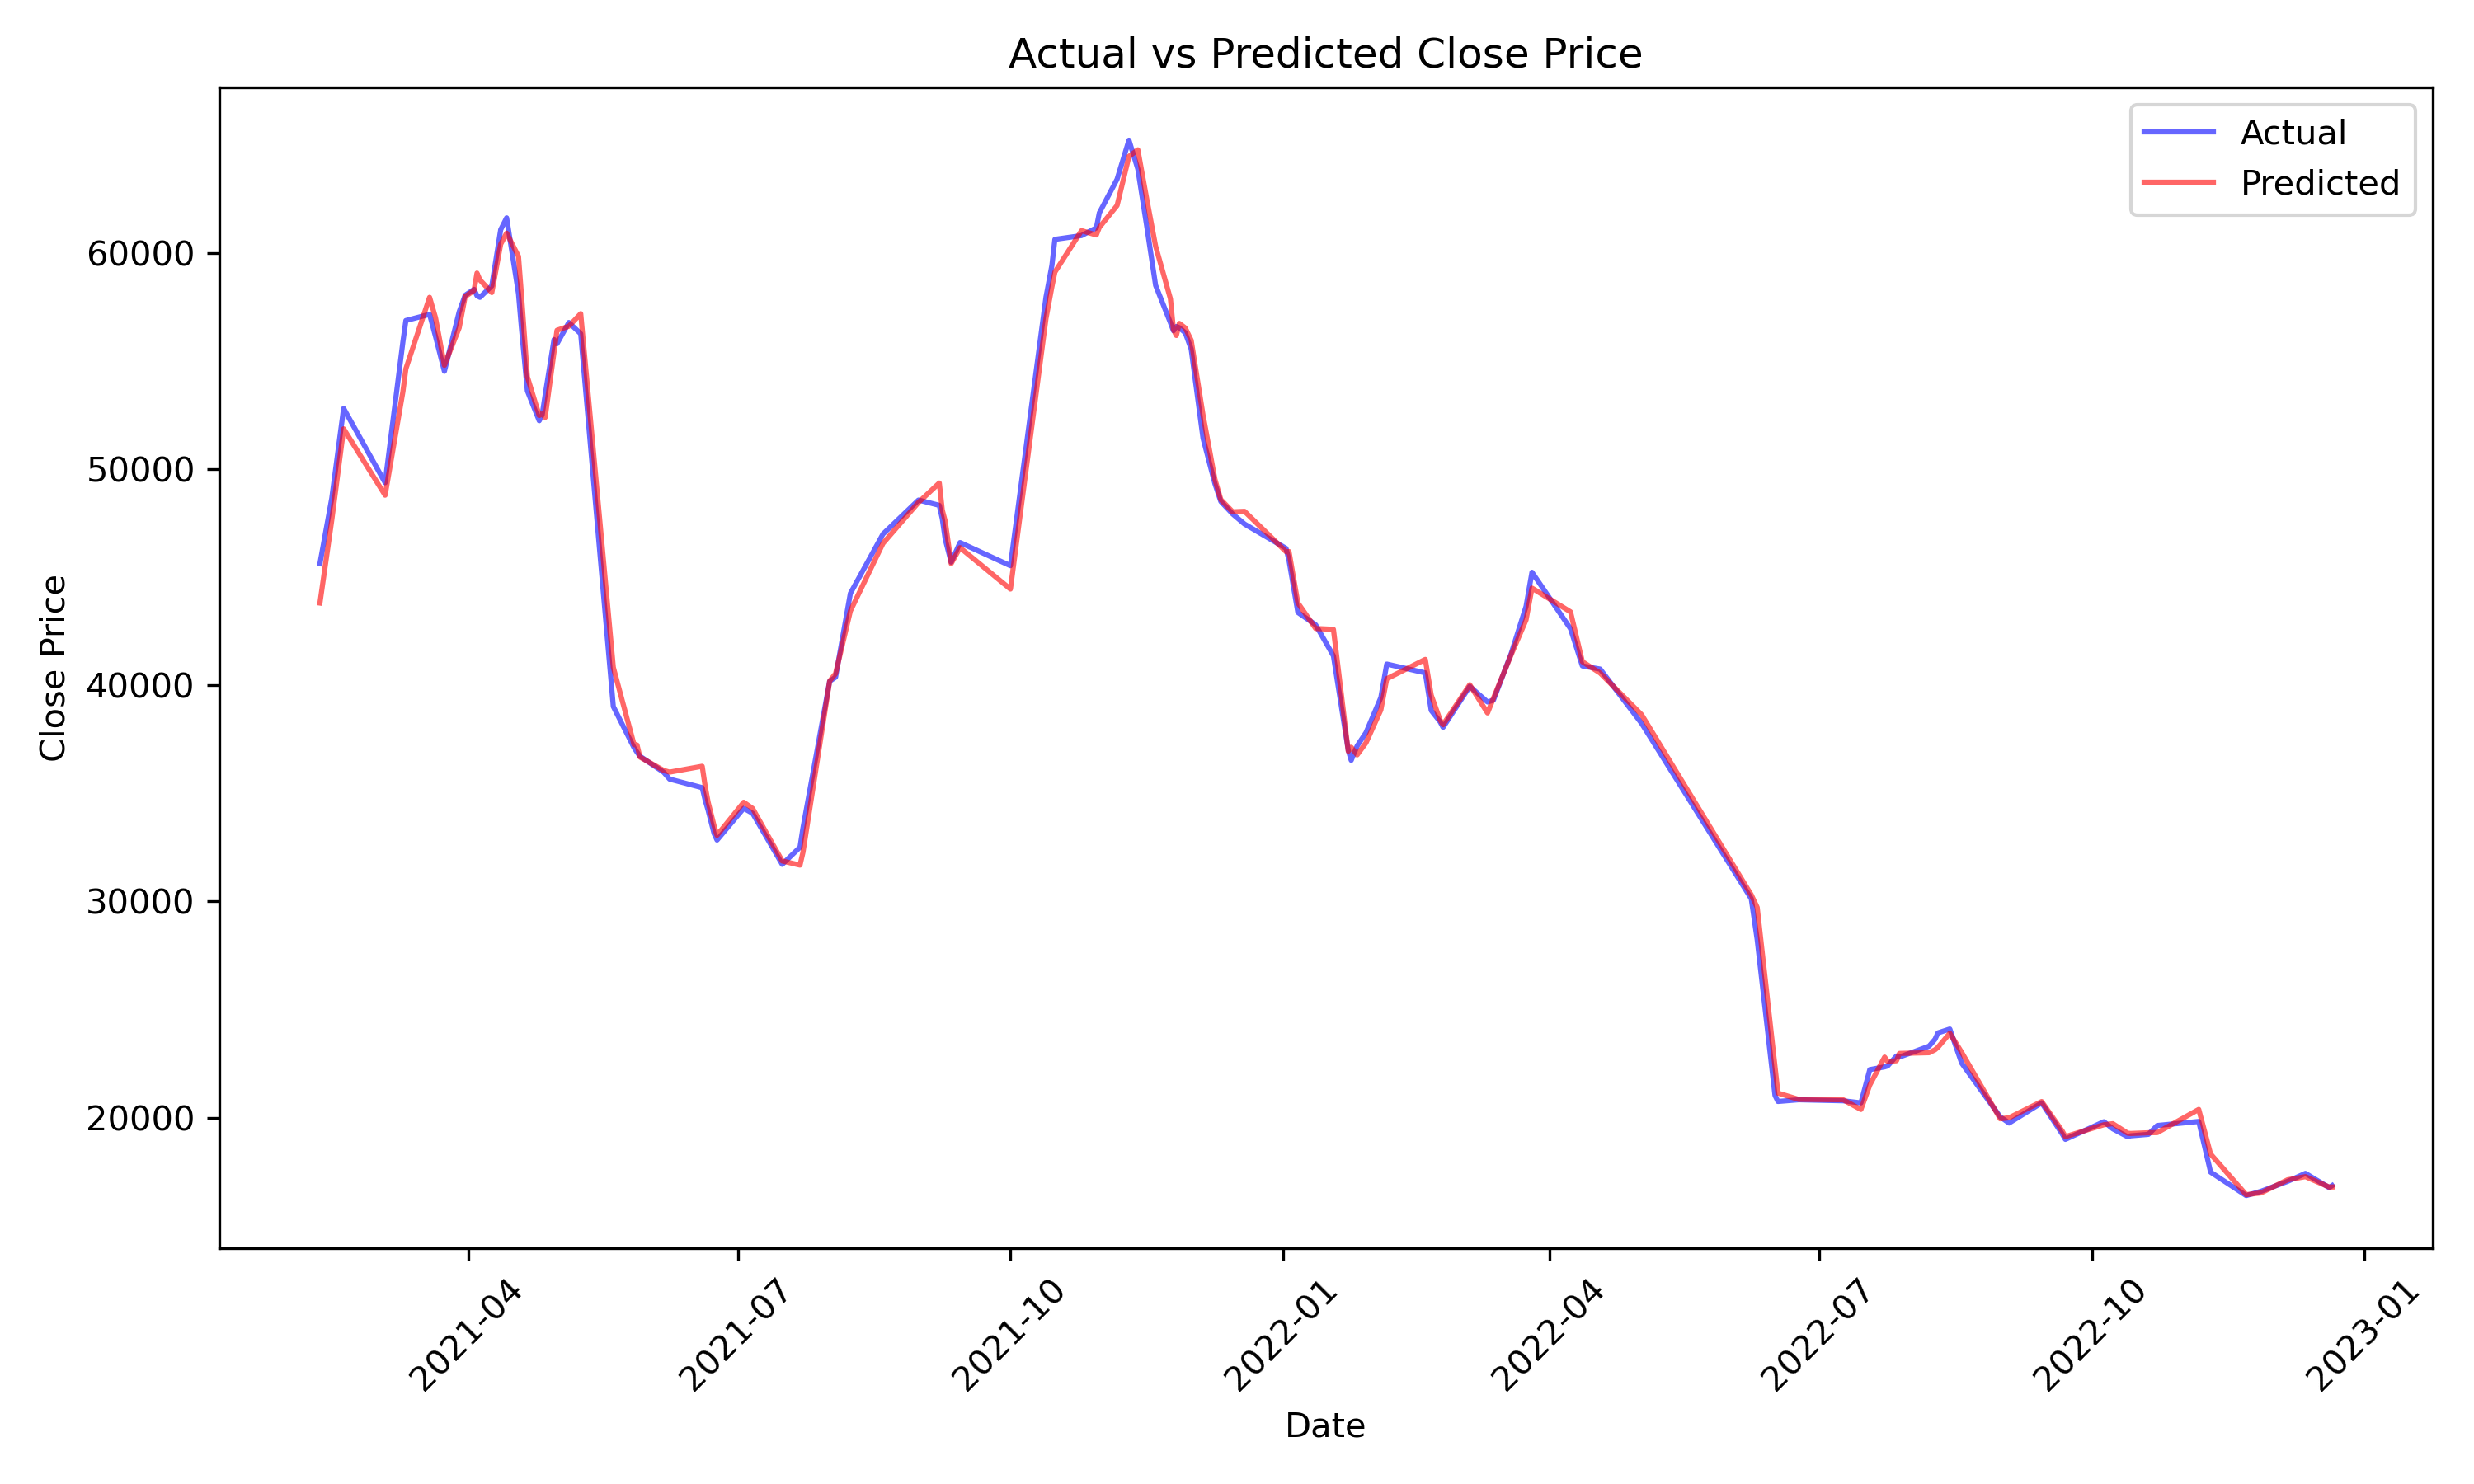 Actual vs Predicted Close Price
Actual
Predicted
Close Price
60000
50000
40000
30000
20000
2021-04
2021-07
2021-10
2022-01
2022-04
2022-07
2022-10
2023-01
Date